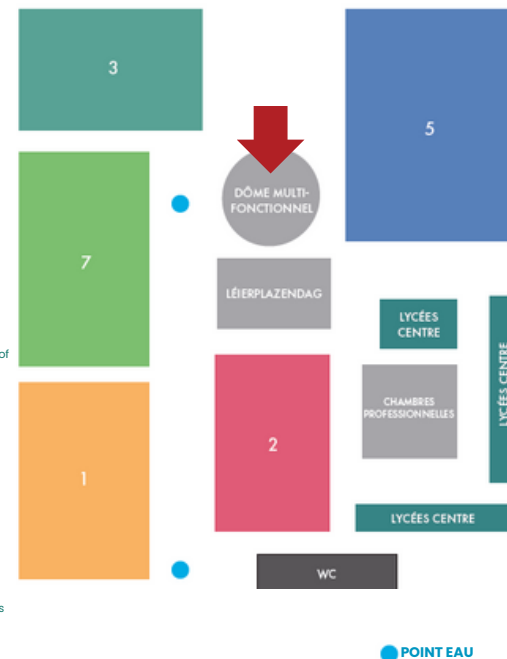 3
5
DÔME MULTI-
FONCTIONNEL
7
LÉIERPLAZENDAG
LYCÉES
CENTRE
LYCÉES CENTRE
of
CHAMBRES
PROFESSIONNELLES
2
1
LYCÉES CENTRE
WC
s
POINT EAU